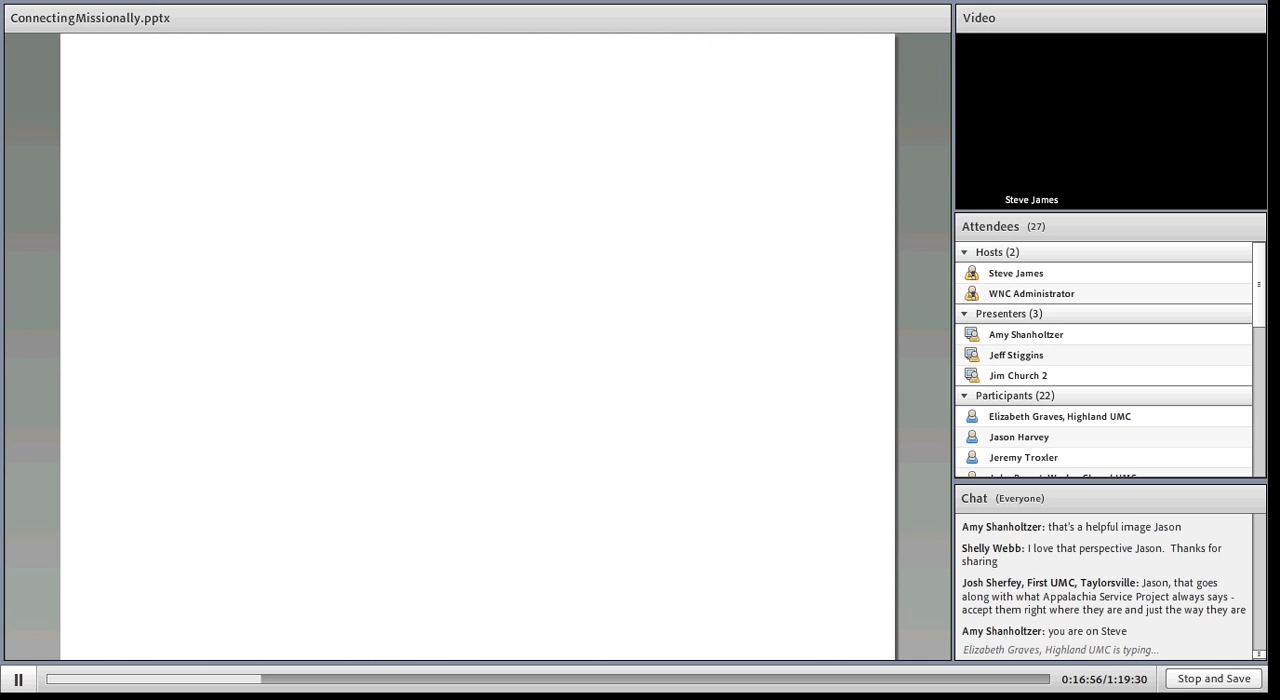 ConnectingMissionally.pptx
Video
Steve James
Attendees (27)
Hosts (2)
Steve James
WNC Administrator
Presenters (3)
Amy Shanholtzer
Jeff Stiggins
Jim Church 2
Participants (22)
Elizabeth Graves, Highland UMC
Jason Harvey
Jeremy Troxler
Chat (Everyone)
Amy Shanholtzer: that's a helpful image Jason
Shelly Webb: I love that perspective Jason. Thanks for
sharing
Josh Sherfey, First UMC, Taylorsville: Jason, that goes
along with what Appalachia Service Project always says -
accept them right where they are and just the way they are
Amy Shanholtzer: you are on Steve
Elizabeth Graves, Highland UMC is typing...
0:16:56/1:19:30
Stop and Save